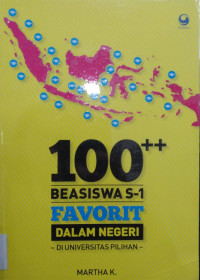 100++
BEASISWA S-1
FAVORIT
DALAM NEGERI
- DI UNIVERSITAS PILIHAN -
MARTHA K.